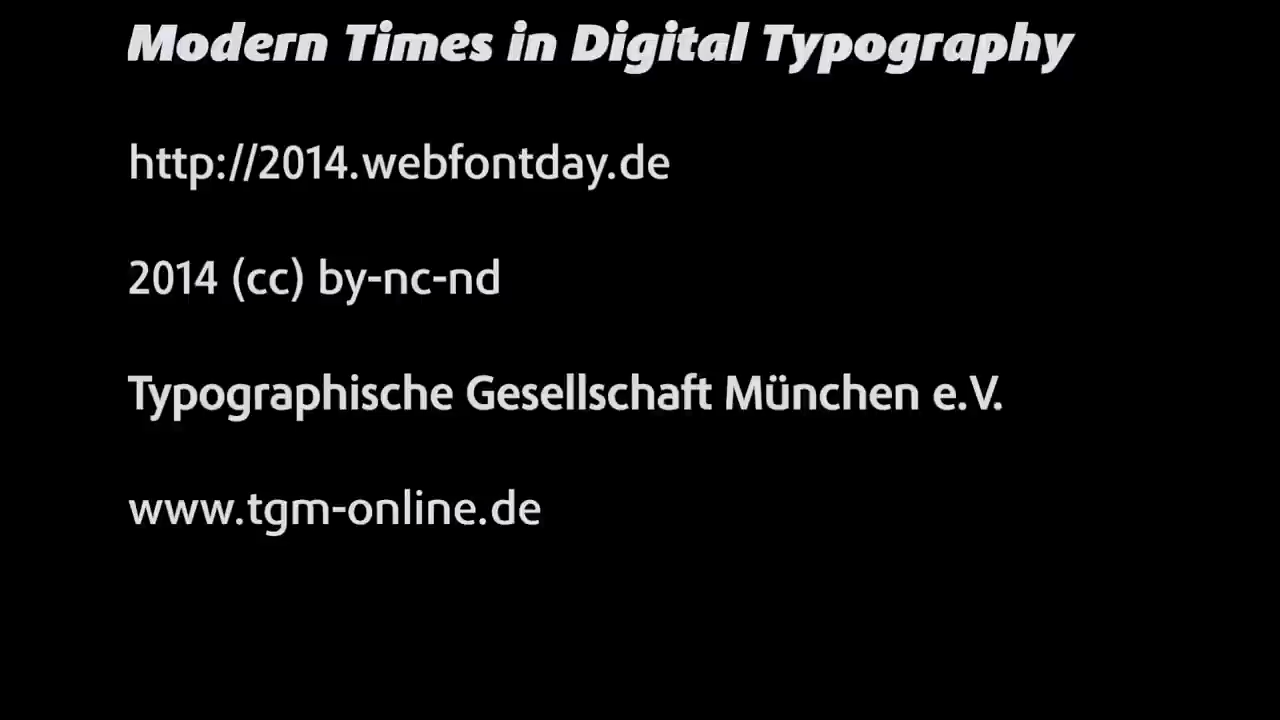 Modern Times in Digital Typography
http://2014.webfontday.de
2014 (cc) by-nc-nd
Typographische Gesellschaft München e.V.
www.tgm-online.de